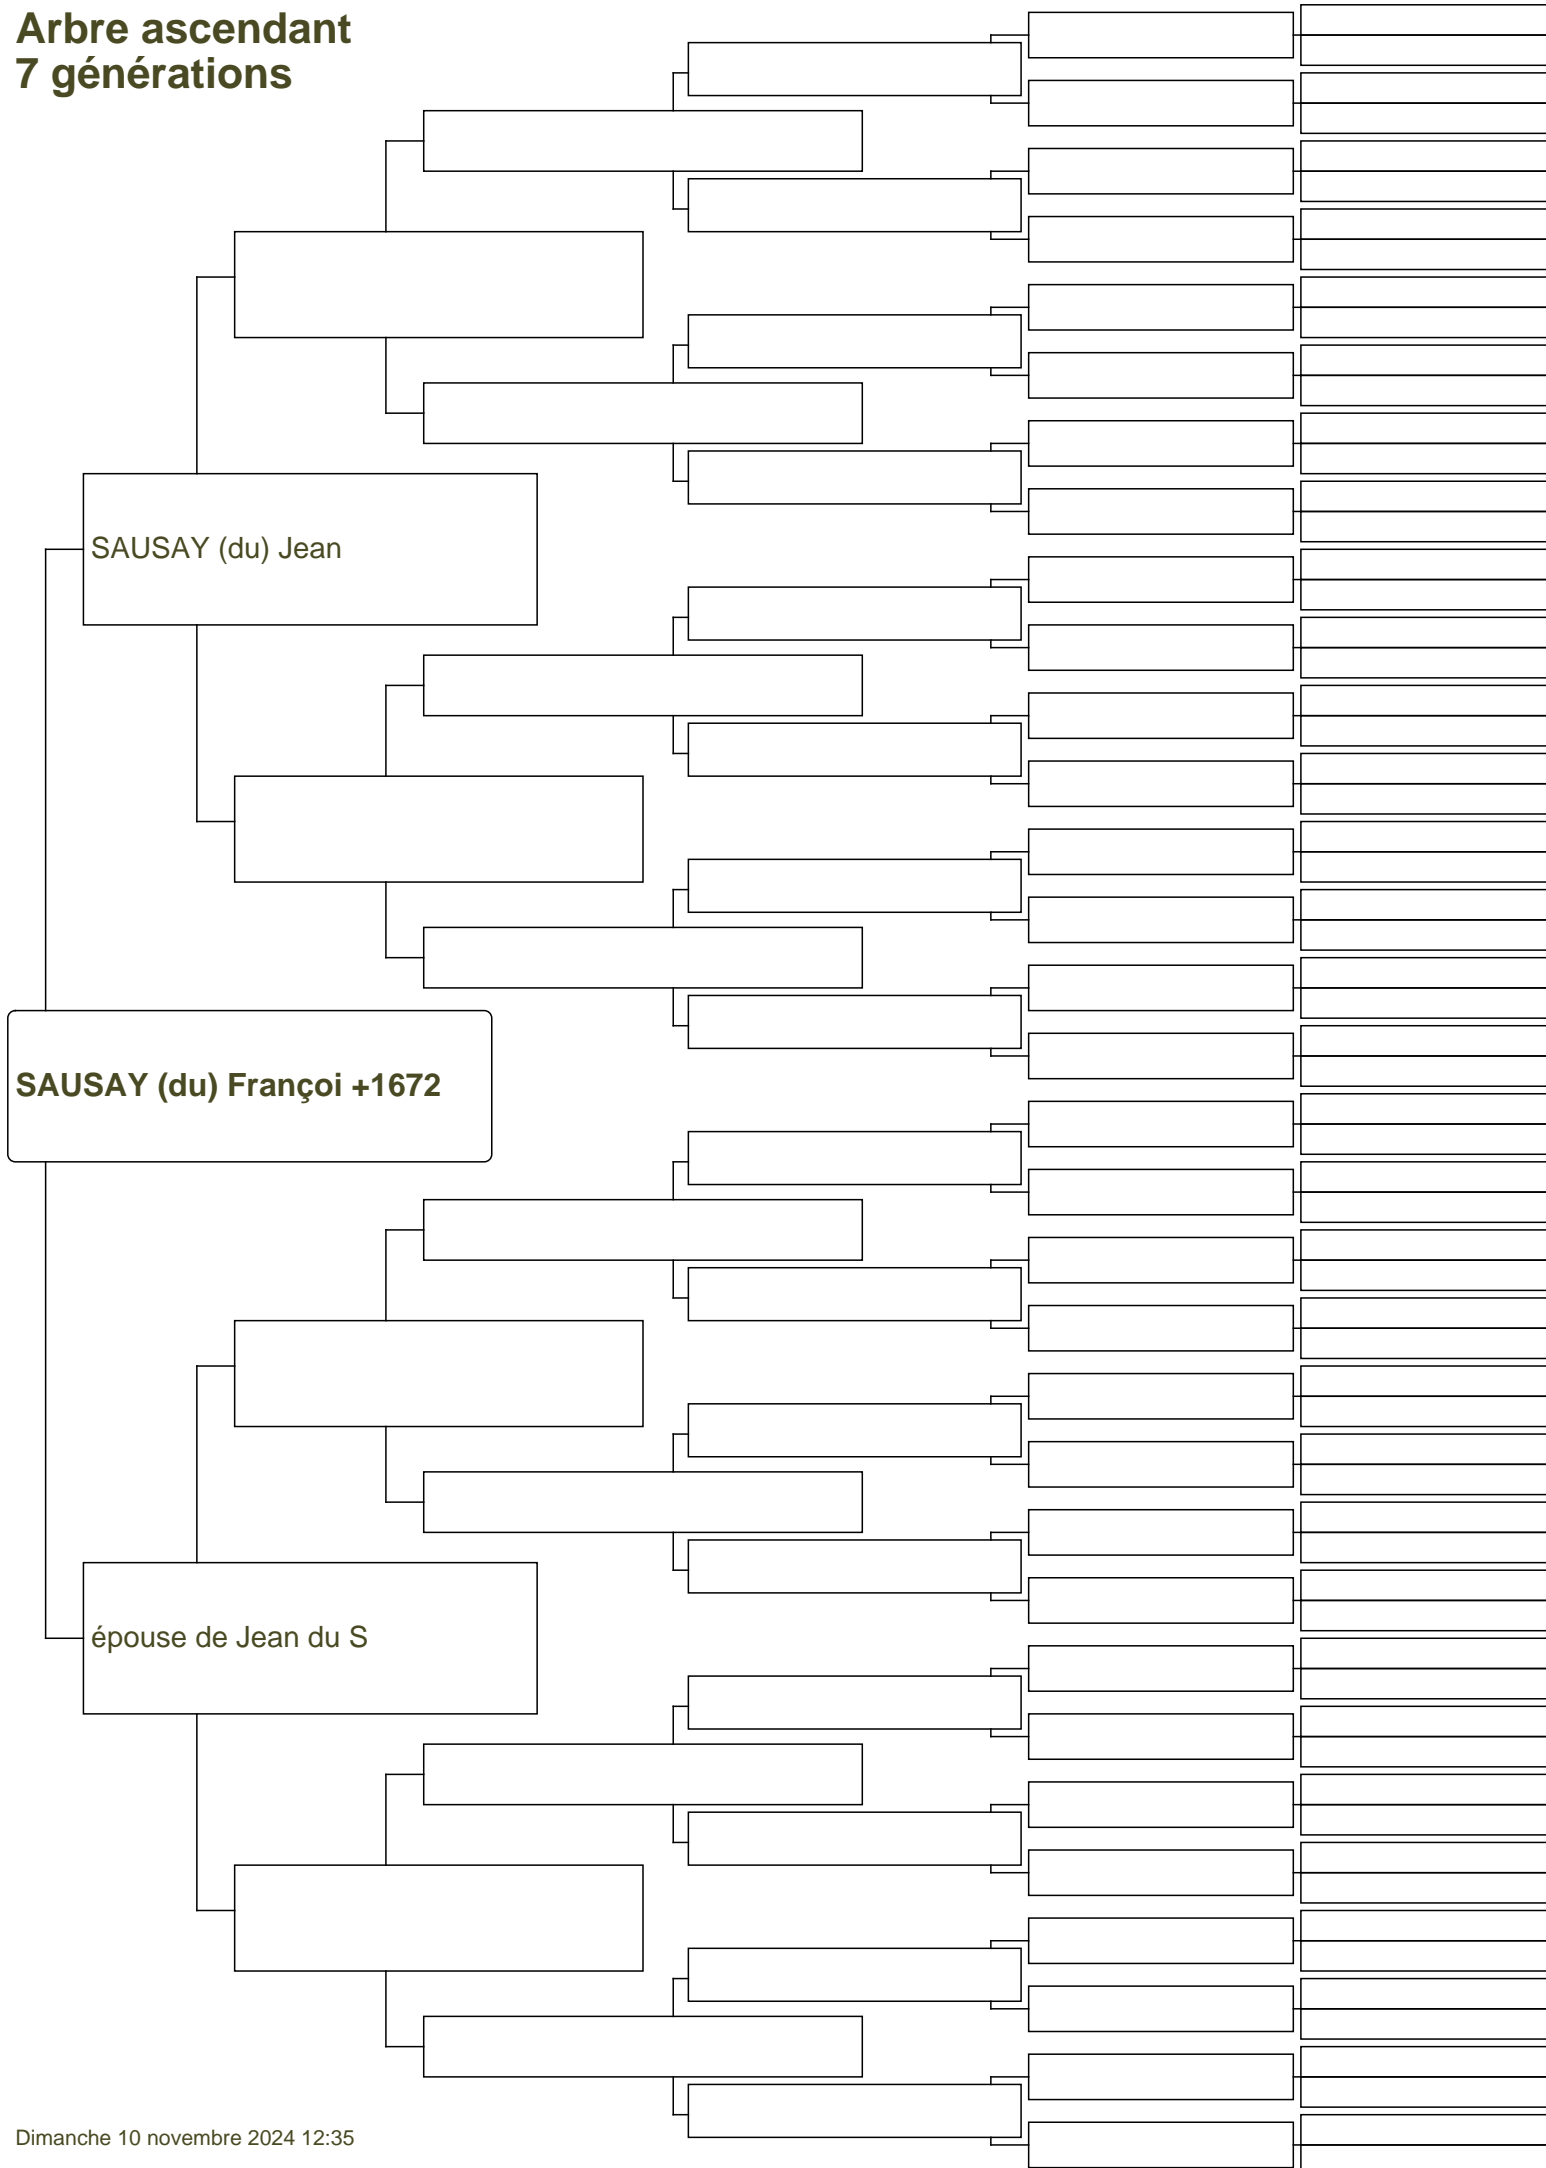 Arbre ascendant
7 générations
SAUSAY (du) Jean
SAUSAY (du) Françoi +1672
épouse de Jean du S
Dimanche 10 novembre 2024 12:35